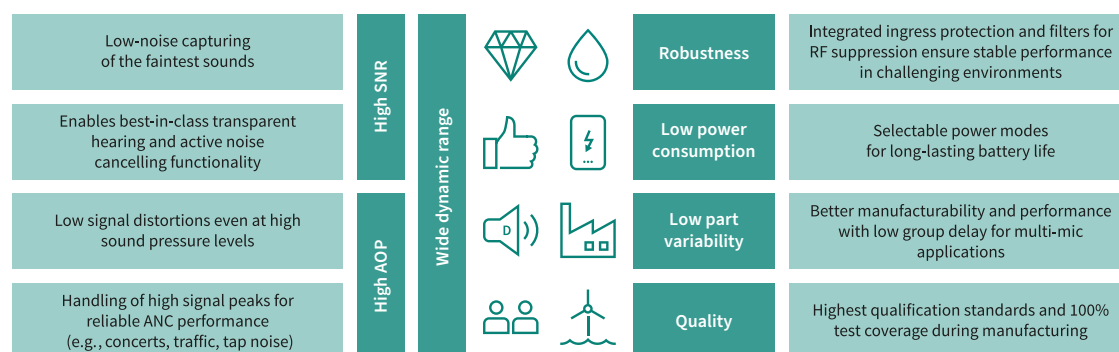 Low-noise capturing
of the faintest sounds
Enables best-in-class transparent
hearing and active noise
cancelling functionality
Low signal distortions even at high
sound pressure levels
Handling of high signal peaks for
reliable ANC performance
(e.g., concerts, traffic, tap noise)
High SNR
High AOP
Wide dynamic range
D
Robustness
Integrated ingress protection and filters for
RF suppression ensure stable performance
in challenging environments
Low power
consumption
Selectable power modes
for long-lasting battery life
Low part
variability
Better manufacturability and performance
with low group delay for multi-mic
applications
Quality
Highest qualification standards and 100%
test coverage during manufacturing